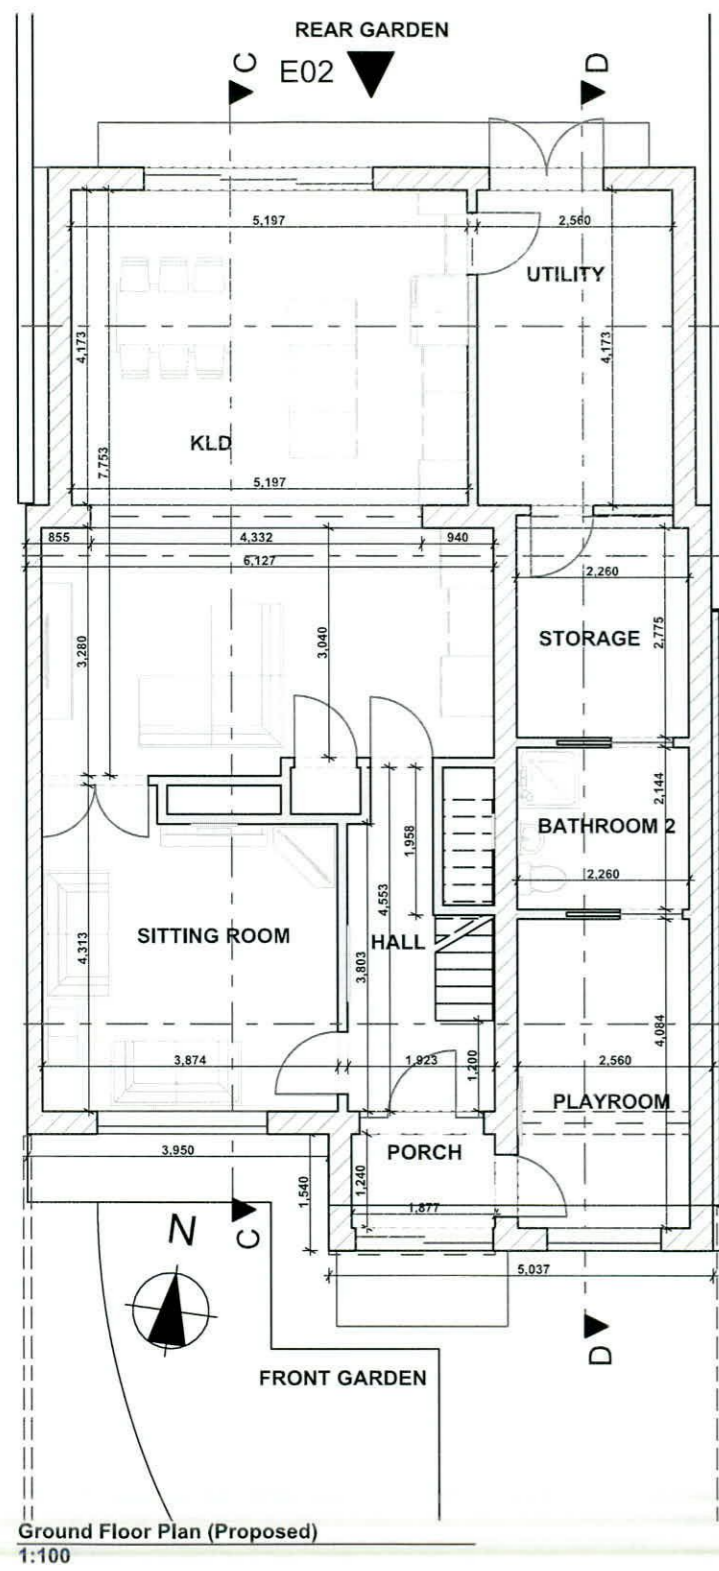 REAR GARDEN
C
E02
D
5,197
2,560
UTILITY
4,173
4,173
KLD
7,753
5,197
855
4,332
940
6,127
2,260
STORAGE
3,280
3,040
2,775
2,144
BATHROOM 2
1,958
2,260
4,553
SITTING ROOM
HALL
4,313
3,803
4,084
3,874
1,923
1,200
2,560
PLAYROOM
PORCH
3,950
1,540
1,240
1,877
C
N
5,037
D
FRONT GARDEN
Ground Floor Plan (Proposed)
1:100